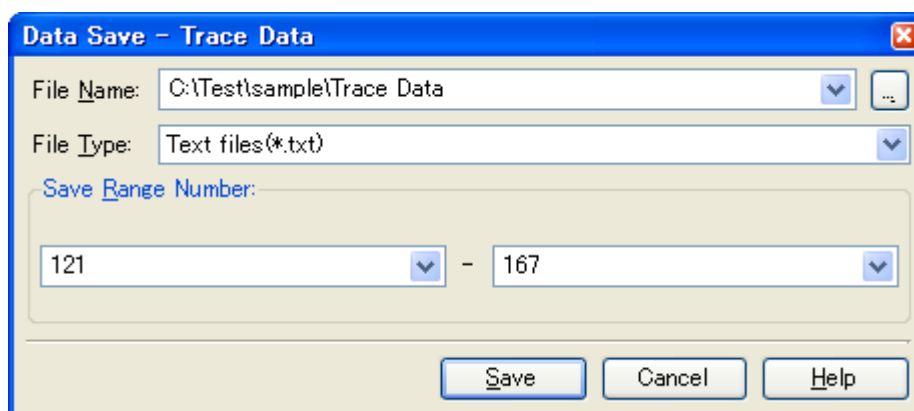 Data Save - Trace Data
File Name: C:\Test\sample\Trace Data ...
File Type: Text files(*.txt)
Save Range Number:
121 - 167
Save Cancel Help